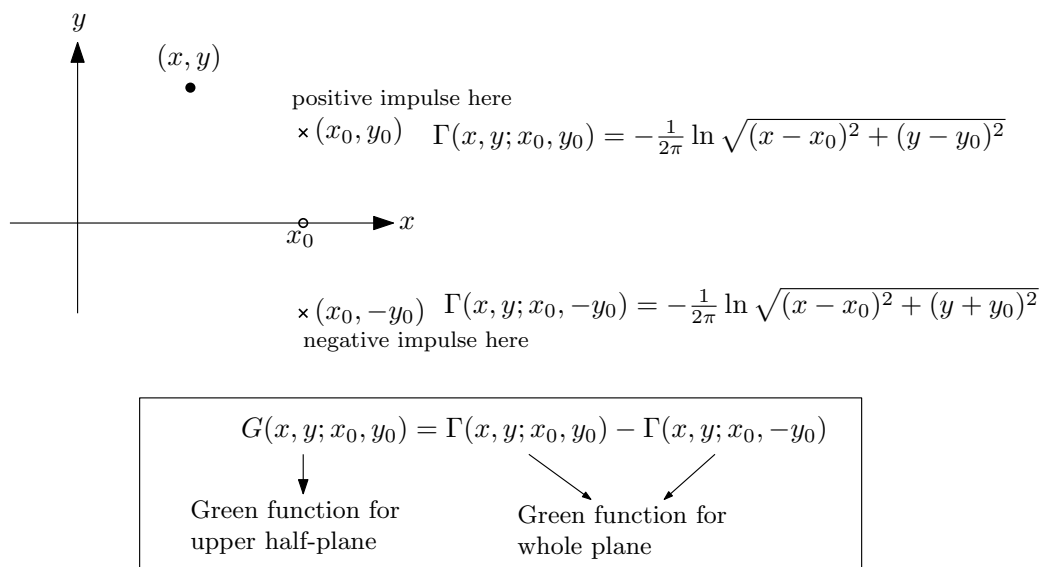 y
(x, y)
positive impulse here
(x₀, y₀) Γ(x, y; x₀, y₀) = −\frac{1}{2π} ln √((x − x₀)² + (y − y₀)²)
x
x₀
(x₀, −y₀) Γ(x, y; x₀, −y₀) = −\frac{1}{2π} ln √((x − x₀)² + (y + y₀)²)
negative impulse here
G(x, y; x₀, y₀) = Γ(x, y; x₀, y₀) − Γ(x, y; x₀, −y₀)
Green function for
upper half-plane
Green function for
whole plane